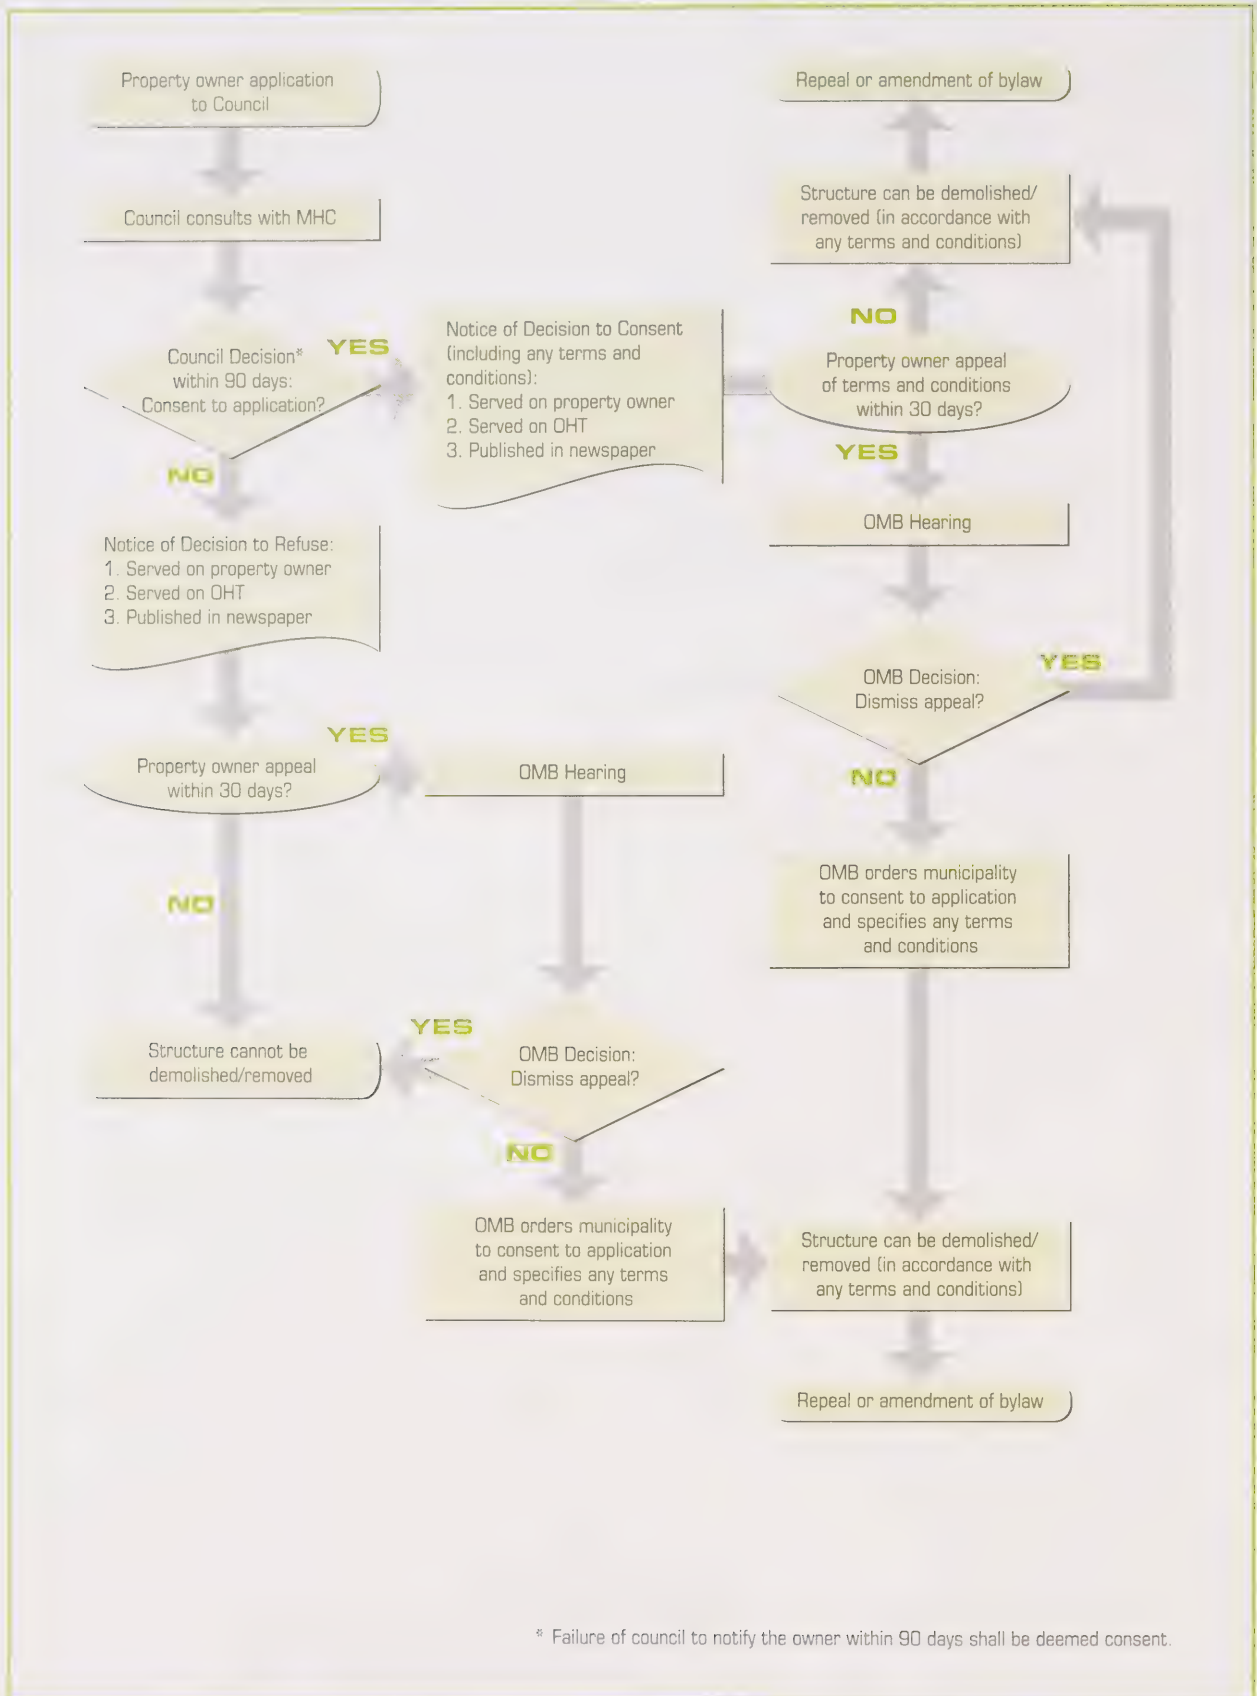 Property owner application
to Council
Council consults with MHC
Council Decision*
within 90 days:
Consent to application?
YES
NO
Notice of Decision to Consent
(including any terms and
conditions):
1. Served on property owner
2. Served on OHT
3. Published in newspaper
Notice of Decision to Refuse:
1. Served on property owner
2. Served on OHT
3. Published in newspaper
Property owner appeal
within 30 days?
YES
NO
OMB Hearing
Structure cannot be
demolished/removed
YES
OMB Decision:
Dismiss appeal?
NO
OMB orders municipality
to consent to application
and specifies any terms
and conditions
Repeal or amendment of bylaw
Structure can be demolished/
removed (in accordance with
any terms and conditions)
NO
Property owner appeal
of terms and conditions
within 30 days?
YES
OMB Hearing
OMB Decision:
Dismiss appeal?
YES
NO
OMB orders municipality
to consent to application
and specifies any terms
and conditions
Structure can be demolished/
removed (in accordance with
any terms and conditions)
Repeal or amendment of bylaw
* Failure of council to notify the owner within 90 days shall be deemed consent.